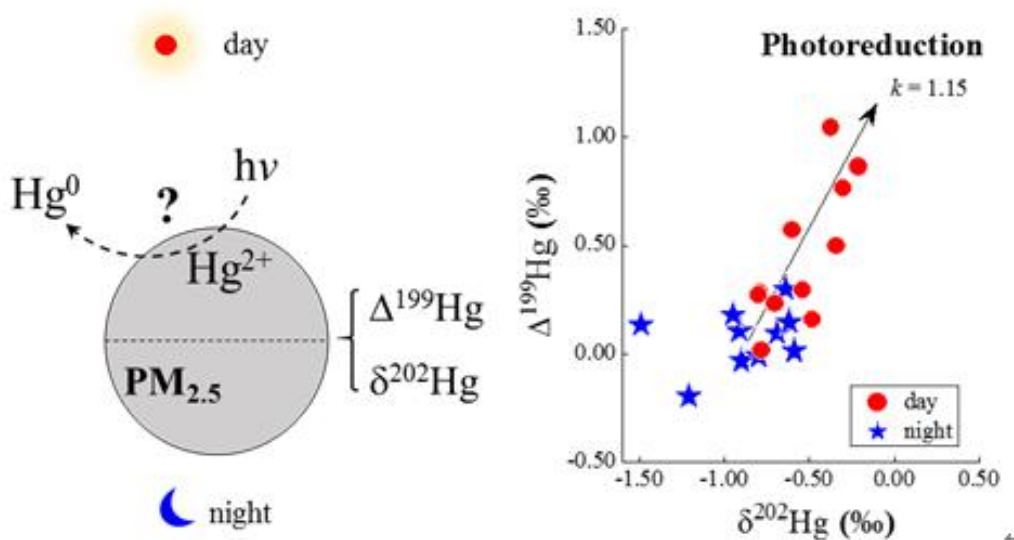 day
hν
Hg⁰
?
Hg²⁺
Δ¹⁹⁹Hg
δ²⁰²Hg
PM₂.₅
night
1.50
1.00
0.50
0.00
-0.50
Δ¹⁹⁹Hg (‰)
Photoreduction
k = 1.15
day
night
-1.50 -1.00 -0.50 0.00 0.50
δ²⁰²Hg (‰)